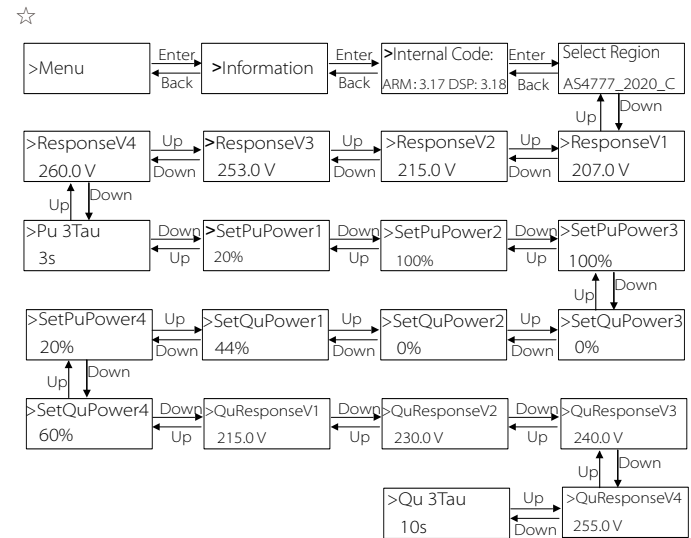 ☆
>Menu
Enter
Back
>Information
Enter
Back
>Internal Code:
ARM: 3.17 DSP: 3.18
Enter
Back
Select Region
AS4777_2020_C
Up
Down
>ResponseV4
260.0 V
Up
Down
>ResponseV3
253.0 V
Up
Down
>ResponseV2
215.0 V
Up
Down
>ResponseV1
207.0 V
Up
Down
>Pu 3Tau
3s
Down
Up
>SetPuPower1
20%
Down
Up
>SetPuPower2
100%
Down
Up
>SetPuPower3
100%
Up
Down
>SetPuPower4
20%
Up
Down
>SetQuPower1
44%
Up
Down
>SetQuPower2
0%
Up
Down
>SetQuPower3
0%
Up
Down
>SetQuPower4
60%
Down
Up
>QuResponseV1
215.0 V
Down
Up
>QuResponseV2
230.0 V
Down
Up
>QuResponseV3
240.0 V
Up
Down
>Qu 3Tau
10s
Up
Down
>QuResponseV4
255.0 V